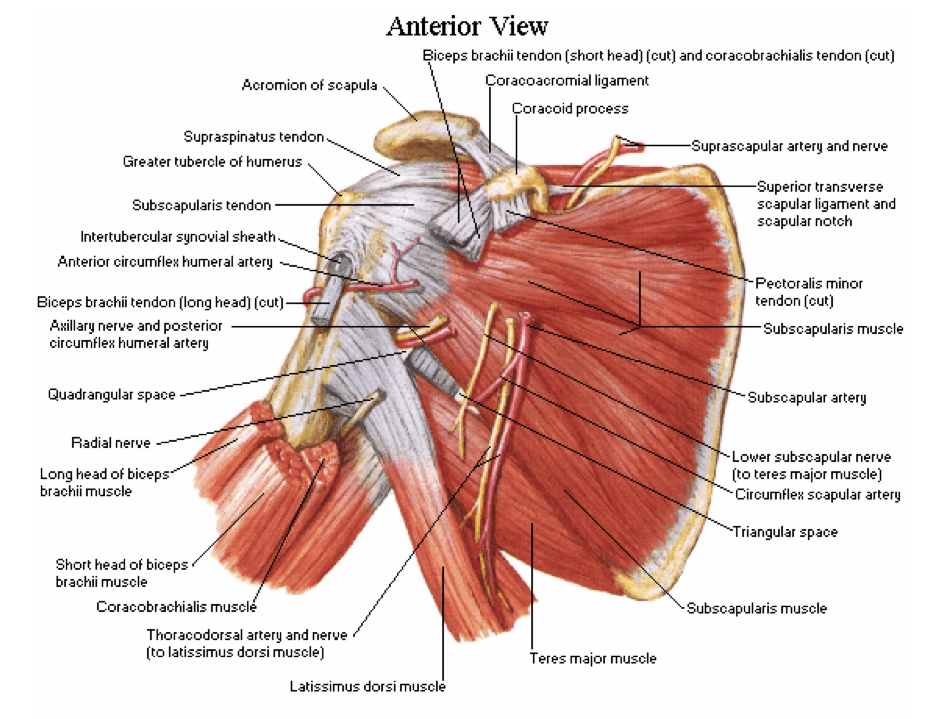 Anterior View
Biceps brachii tendon (short head) (cut) and coracobrachialis tendon (cut)
Acromion of scapula
Coracoacromial ligament
Coracoid process
Supraspinatus tendon
Suprascapular artery and nerve
Greater tubercle of humerus
Superior transverse
scapular ligament and
scapular notch
Subscapularis tendon
Intertubercular synovial sheath
Anterior circumflex humeral artery
Pectoralis minor
tendon (cut)
Biceps brachii tendon (long head) (cut)
Axillary nerve and posterior
circumflex humeral artery
Subscapularis muscle
Quadrangular space
Subscapular artery
Radial nerve
Lower subscapular nerve
(to teres major muscle)
Long head of biceps
brachii muscle
Circumflex scapular artery
Triangular space
Short head of biceps
brachii muscle
Coracobrachialis muscle
Subscapularis muscle
Thoracodorsal artery and nerve
(to latissimus dorsi muscle)
Teres major muscle
Latissimus dorsi muscle